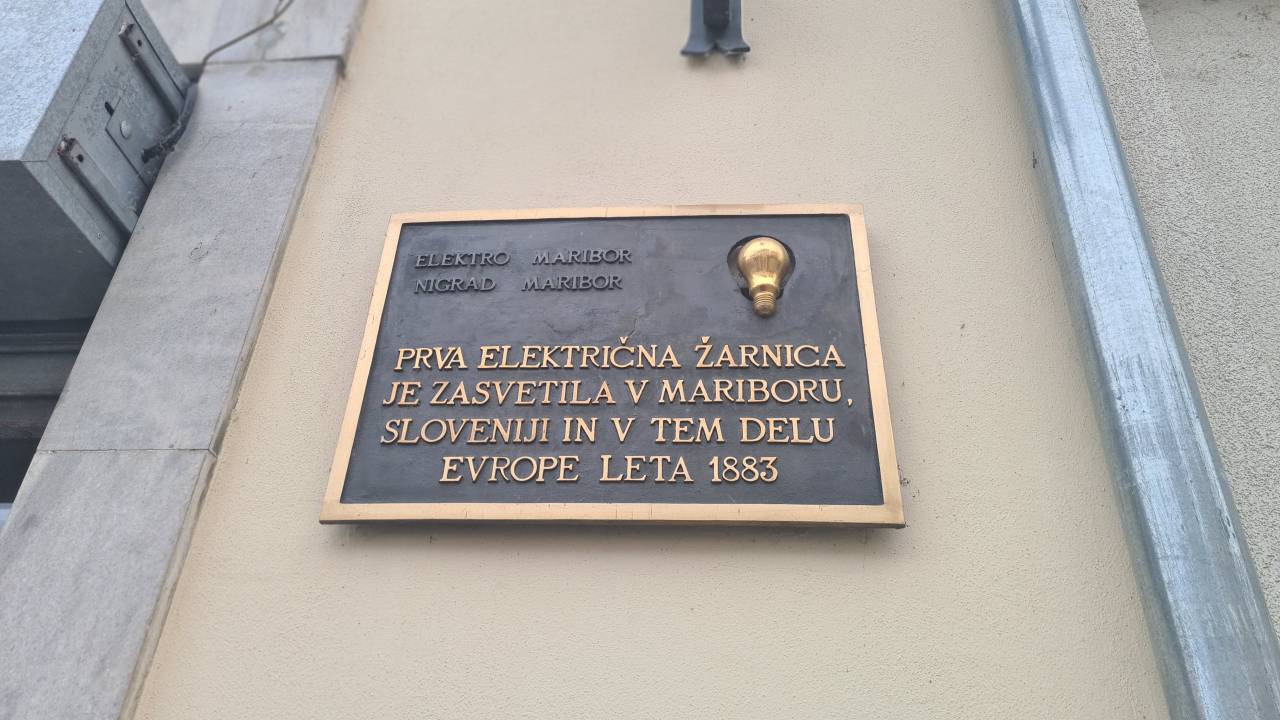 ELEKTRO MARIBOR
NIGRAD MARIBOR
PRVA ELEKTRIČNA ŽARNICA
JE ZASVETILA V MARIBORU,
SLOVENIJI IN V TEM DELU
EVROPE LETA 1883